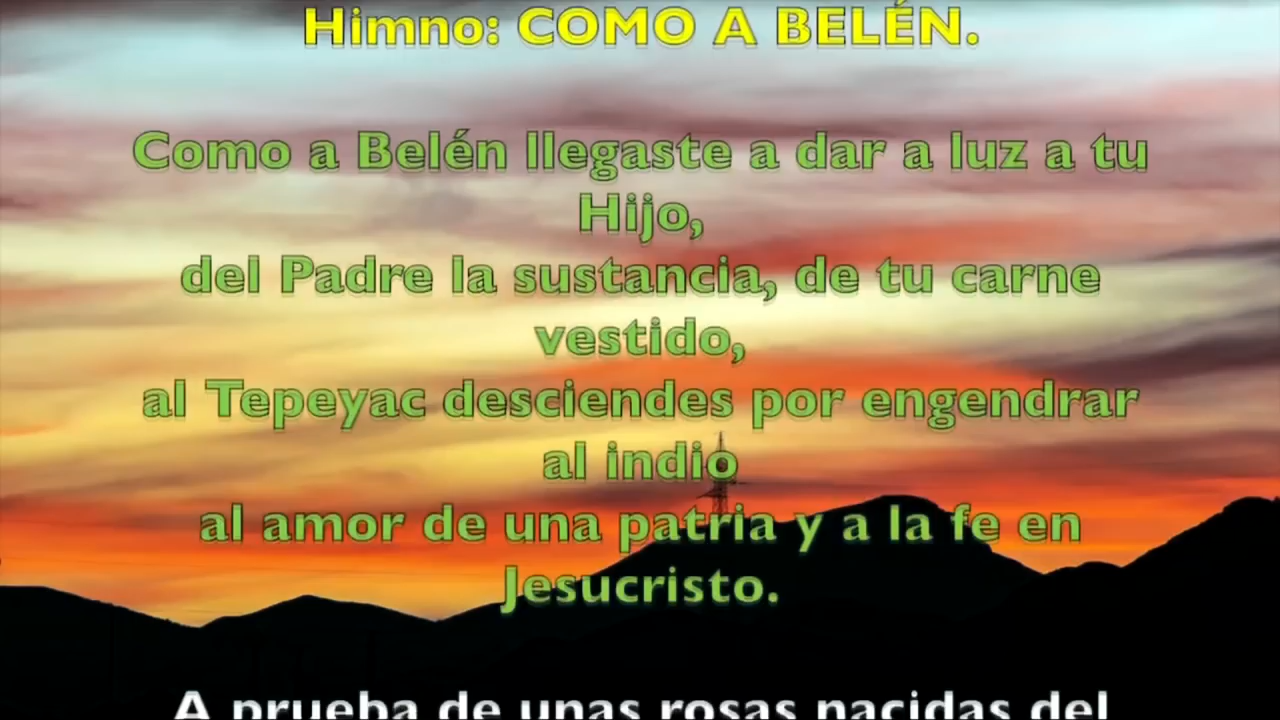 Himno: COMO A BELÉN.
Como a Belén llegaste a dar a luz a tu
Hijo,
del Padre la sustancia, de tu carne
vestido,
al Tepeyac desciendes por engendrar
al indio
al amor de una patria y a la fe en
Jesucristo.
A prueba de unas rosas nacidas del